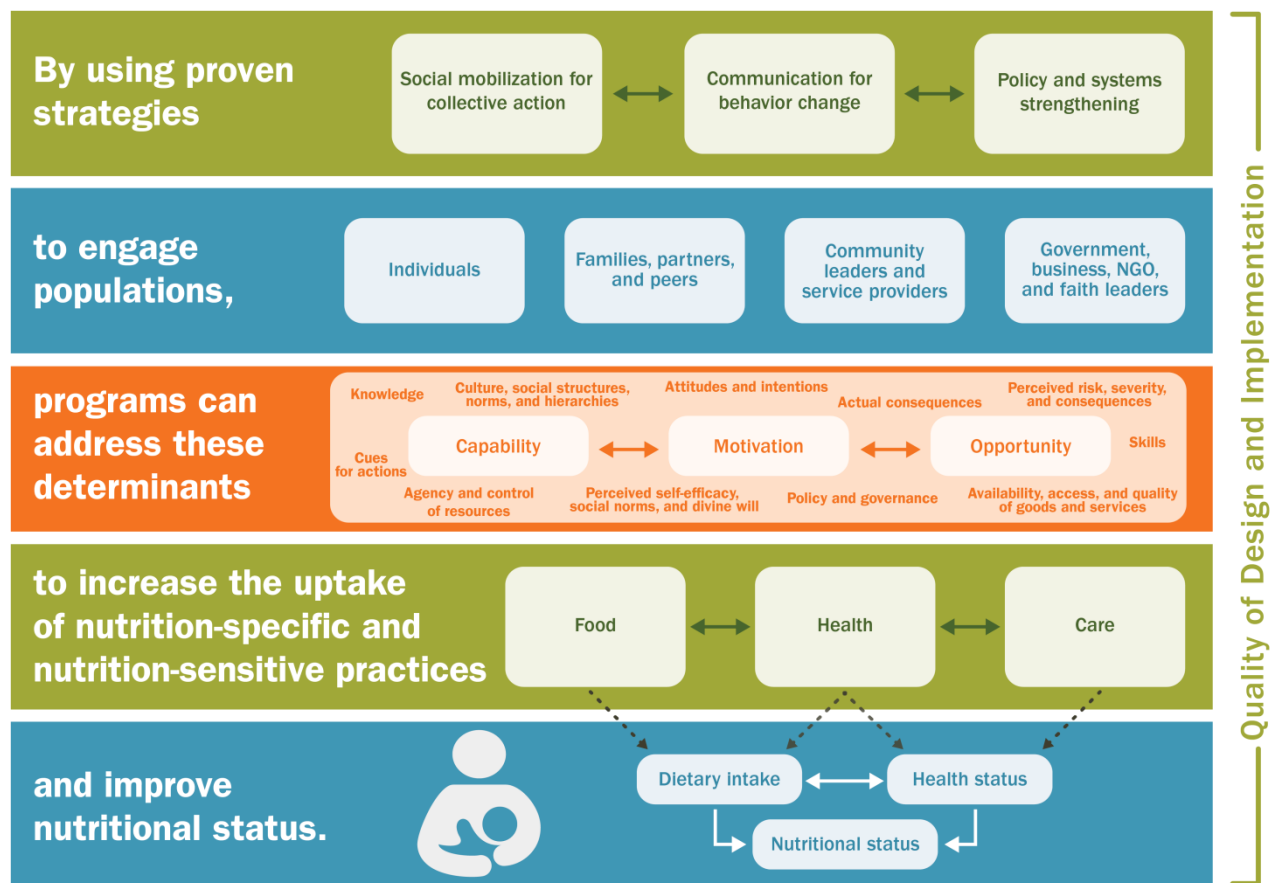 By using proven
strategies
Social mobilization for
collective action
Communication for
behavior change
Policy and systems
strengthening
to engage
populations,
Individuals
Families, partners,
and peers
Community
leaders and
service providers
Government,
business, NGO,
and faith leaders
programs can
address these
determinants
Knowledge
Culture, social structures,
norms, and hierarchies
Attitudes and intentions
Actual consequences
Perceived risk, severity,
and consequences
Cues
for actions
Capability
Motivation
Opportunity
Skills
Agency and control
of resources
Perceived self-efficacy,
social norms, and divine will
Policy and governance
Availability, access, and quality
of goods and services
to increase the uptake
of nutrition-specific and
nutrition-sensitive practices
Food
Health
Care
and improve
nutritional status.
Dietary intake
Health status
Nutritional status
Quality of Design and Implementation